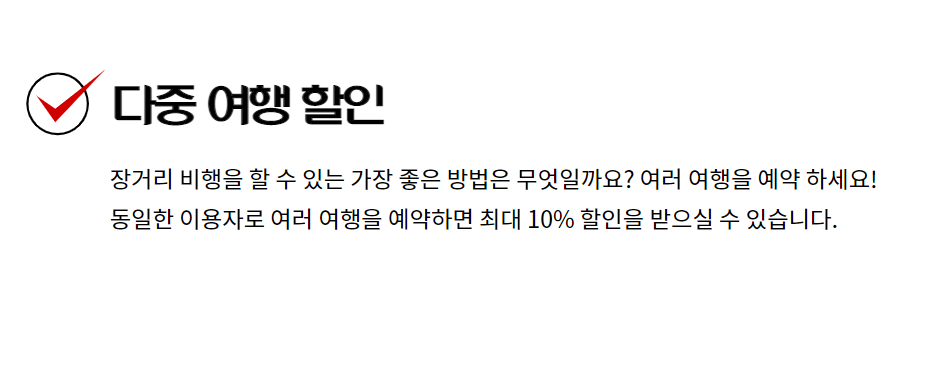 다중 여행 할인
장거리 비행을 할 수 있는 가장 좋은 방법은 무엇일까요? 여러 여행을 예약 하세요!
동일한 이용자로 여러 여행을 예약하면 최대 10% 할인을 받으실 수 있습니다.